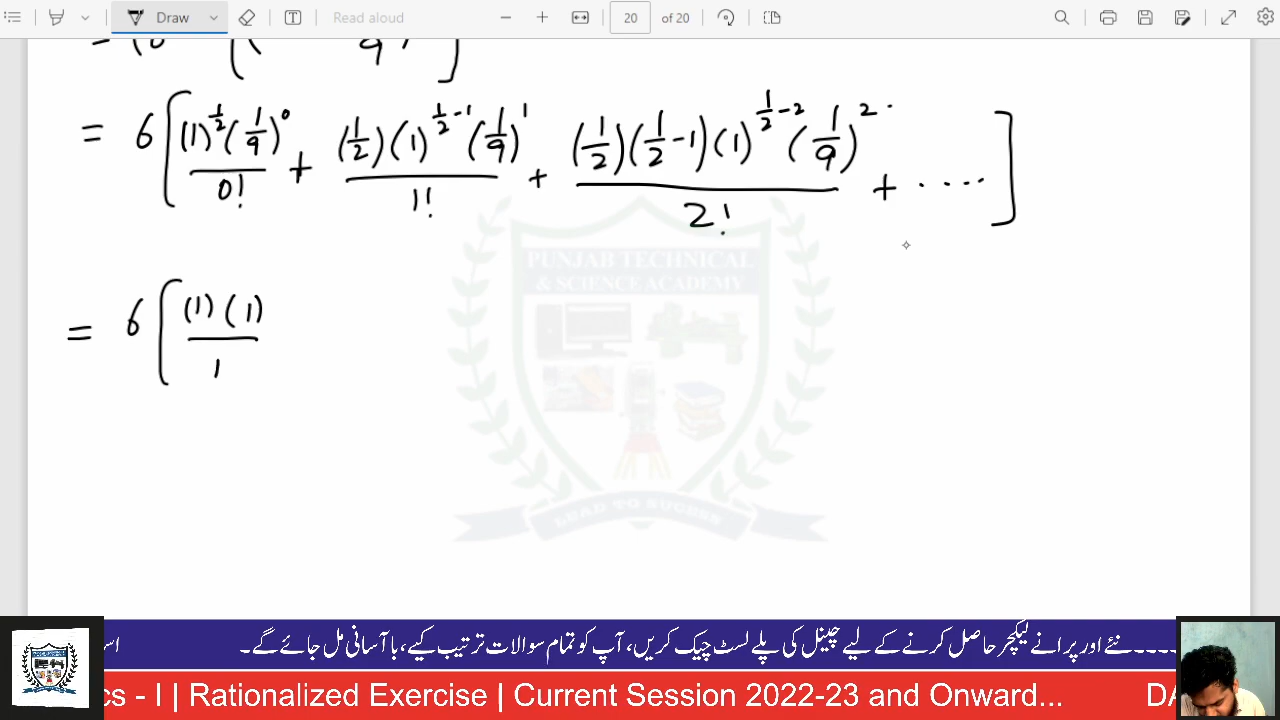 Draw Read aloud 20 of 20
= 6 [ (1)^{1/2} (1/9)^0 / 0! + (1/2) (1)^{1/2 - 1} (1/9)^1 / 1! + (1/2) (1/2 - 1) (1)^{1/2 - 2} (1/9)^2 / 2! + ..... ]
= 6 [ (1) (1) / 1
PUNJAB TECHNICAL
& SCIENCE ACADEMY
LEAD TO SUCCESS
نئے اور پرانے لیکچر حاصل کرنے کے لیے چینل کی پلے لسٹ چیک کریں، آپ کو تمام سوالات ترتیب کیے، با آسانی مل جائے گے۔
cs - I | Rationalized Exercise | Current Session 2022-23 and Onward... DA